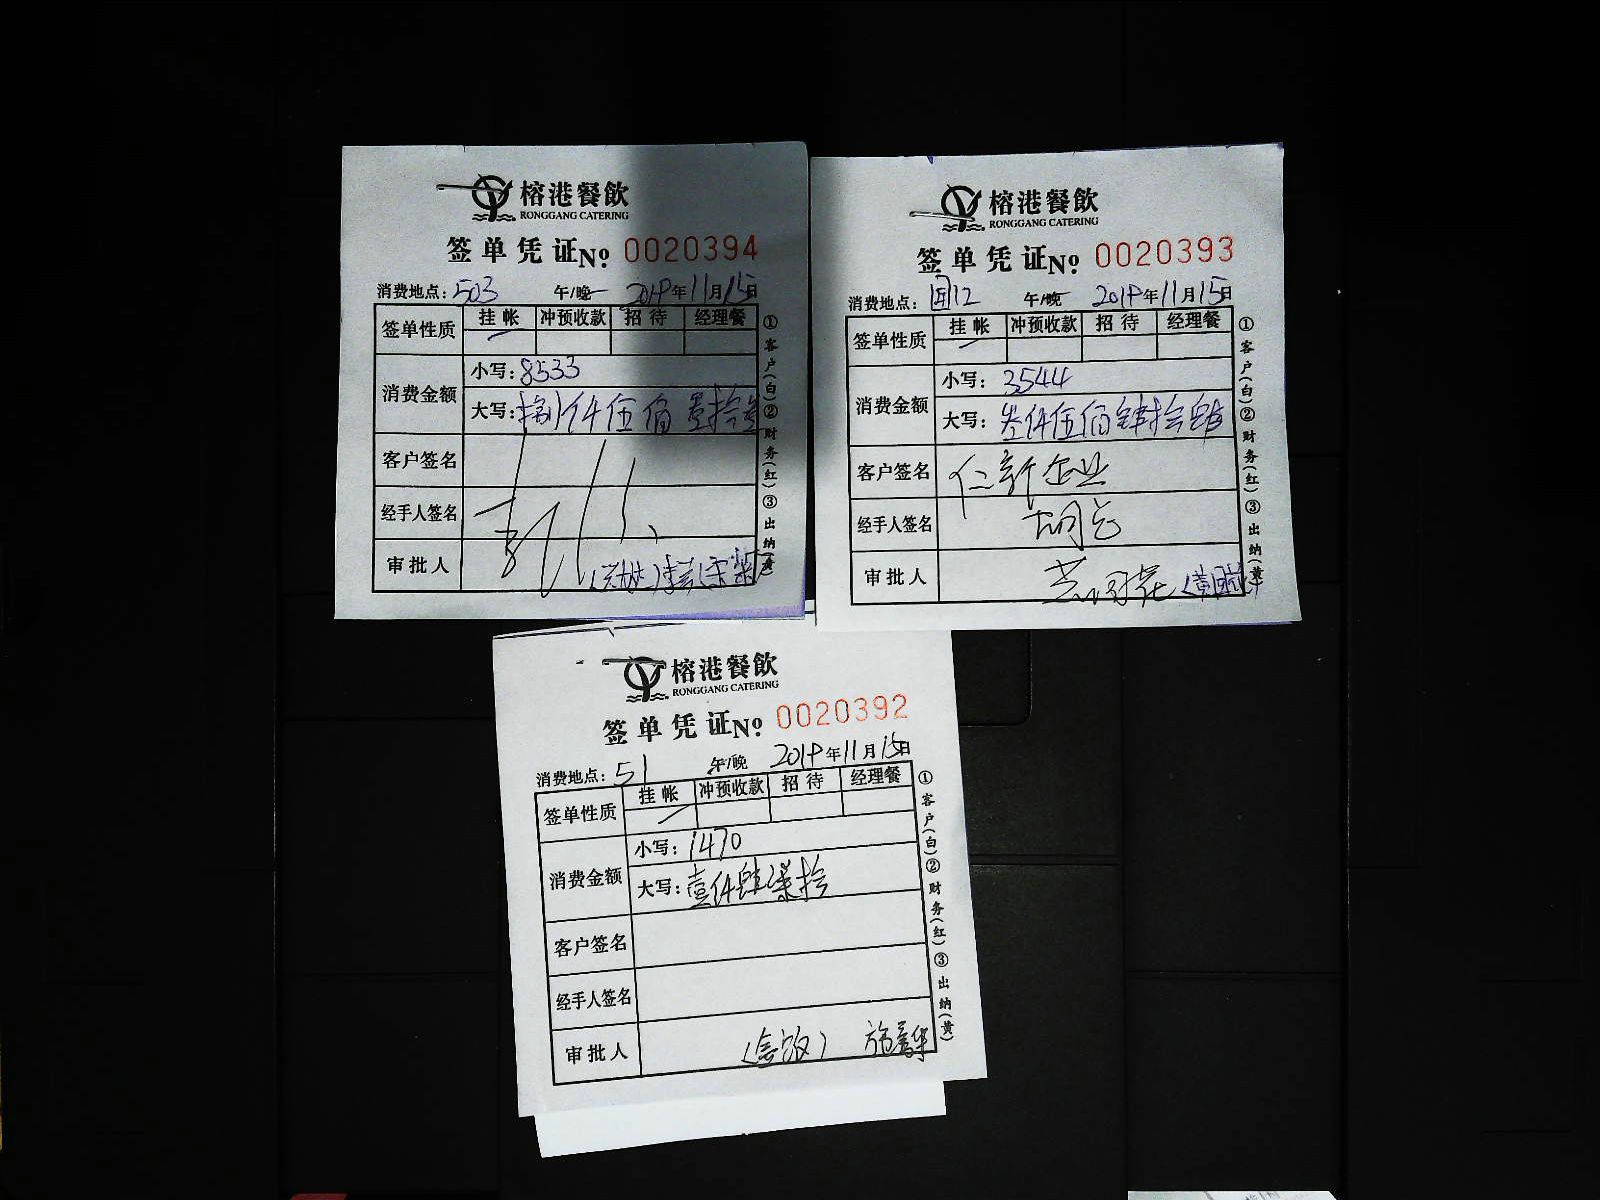 榕港餐飲
RONGGANG CATERING
签单凭证No. 0020394
消费地点: 503 午/晚 2019年11月15日
签单性质 挂帐 冲预收款 招待 经理餐
消费金额 小写: 8533
大写: 捌仟伍佰叁拾叁
客户签名
经手人签名
审批人
①客户(白)②财务(红)③出纳(黄)
榕港餐飲
RONGGANG CATERING
签单凭证No. 0020393
消费地点: 12 午/晚 2019年11月15日
签单性质 挂帐 冲预收款 招待 经理餐
消费金额 小写: 3544
大写: 叁仟伍佰肆拾肆
客户签名 仁新企业
经手人签名 胡总
审批人
①客户(白)②财务(红)③出纳(黄)
榕港餐飲
RONGGANG CATERING
签单凭证No. 0020392
消费地点: 51 午/晚 2019年11月15日
签单性质 挂帐 冲预收款 招待 经理餐
消费金额 小写: 1470
大写: 壹仟肆柒拾
客户签名
经手人签名
审批人
①客户(白)②财务(红)③出纳(黄)